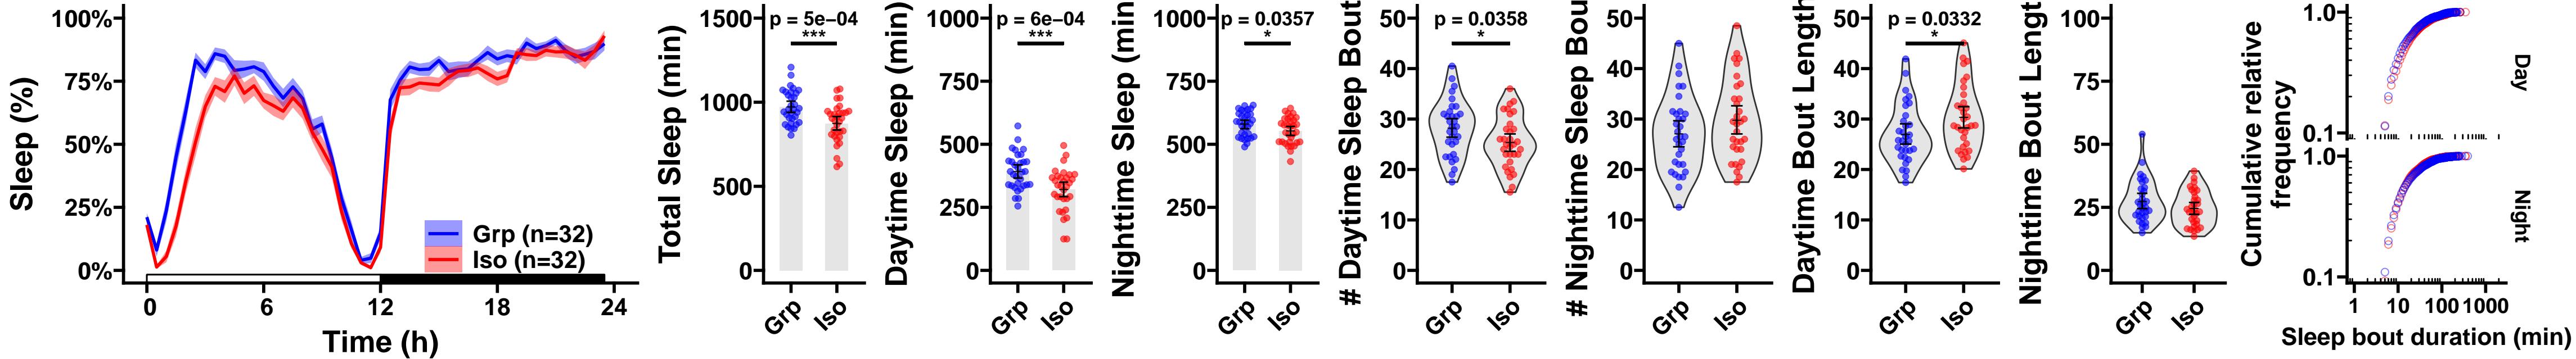 Sleep (%)
100%
75%
50%
25%
0%
Grp (n=32)
Iso (n=32)
0 6 12 18 24
Time (h)
Total Sleep (min)
1500
1000
500
0
p = 5e−04
***
Grp Iso
Daytime Sleep (min)
1000
750
500
250
0
p = 6e−04
***
Grp Iso
Nighttime Sleep (min
1000
750
500
250
0
p = 0.0357
*
Grp Iso
# Daytime Sleep Bout
50
40
30
20
10
0
p = 0.0358
*
Grp Iso
# Nighttime Sleep Bou
50
40
30
20
10
0
Grp Iso
Daytime Bout Length
50
40
30
20
10
0
p = 0.0332
*
Grp Iso
Nighttime Bout Lengt
100
75
50
25
0
Grp Iso
Cumulative relative
frequency
1.0
0.1
Day
1.0
0.1
Night
1 10 100 1000
Sleep bout duration (min)